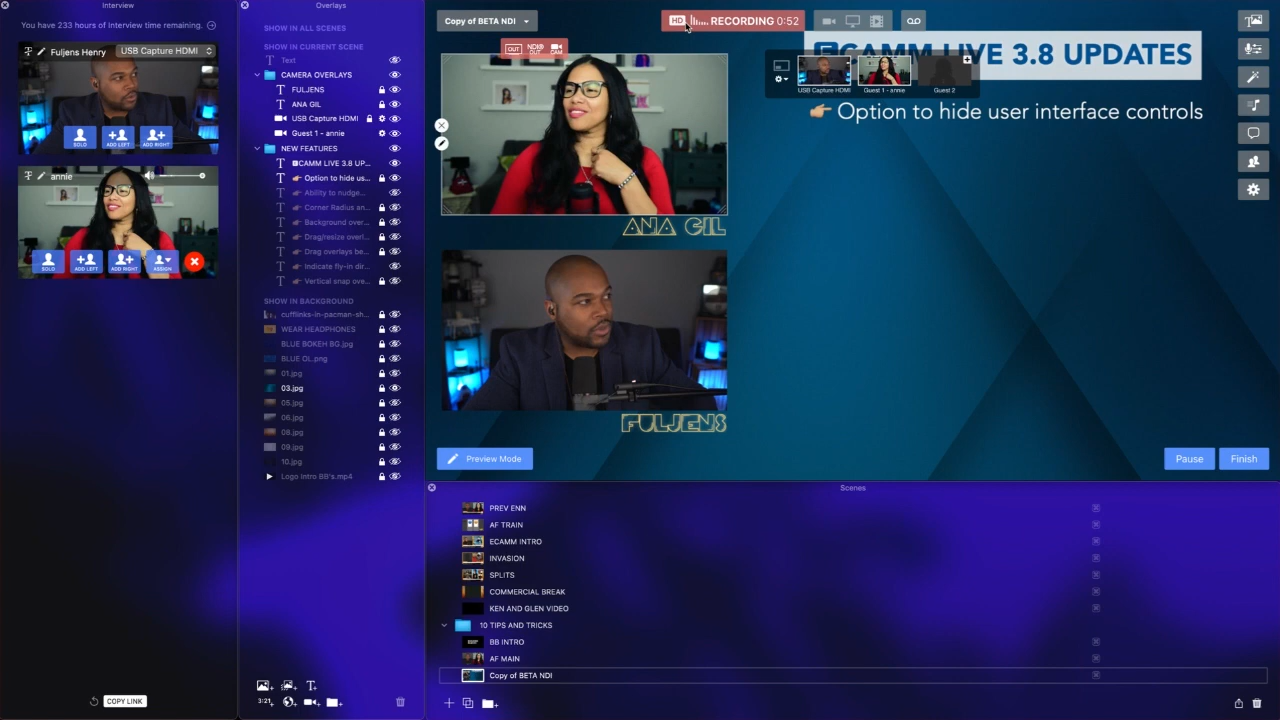 Interview
You have 233 hours of Interview time remaining.
Fuljens Henry
USB Capture HDMI
SOLO
ADD LEFT
ADD RIGHT
annie
SOLO
ADD LEFT
ADD RIGHT
ASSIGN
COPY LINK
Overlays
SHOW IN ALL SCENES
SHOW IN CURRENT SCENE
Text
CAMERA OVERLAYS
FULJENS
ANA GIL
USB Capture HDMI
Guest 1 - annie
NEW FEATURES
CAMM LIVE 3.8 UP...
Option to hide us...
Ability to nudge...
Corner Radius an...
Background over...
Drag/resize overl...
Drag overlays be...
Indicate fly-in dir...
Vertical snap ove...
SHOW IN BACKGROUND
cufflinks-in-pacman-sh...
WEAR HEADPHONES
BLUE BOKEH BG.jpg
BLUE OL.png
01.jpg
03.jpg
05.jpg
06.jpg
08.jpg
09.jpg
10.jpg
Logo Intro BB's.mp4
3:21
Copy of BETA NDI
HD RECORDING 0:52
OUT NDI OUT CAM
CAMM LIVE 3.8 UPDATES
USB Capture HDMI
Guest 1 - annie
Guest 2
Option to hide user interface controls
ANA GIL
FULJENS
Preview Mode
Pause
Finish
Scenes
PREV ENN
AF TRAIN
ECAMM INTRO
INVASION
SPLITS
COMMERCIAL BREAK
KEN AND GLEN VIDEO
10 TIPS AND TRICKS
BB INTRO
AF MAIN
Copy of BETA NDI